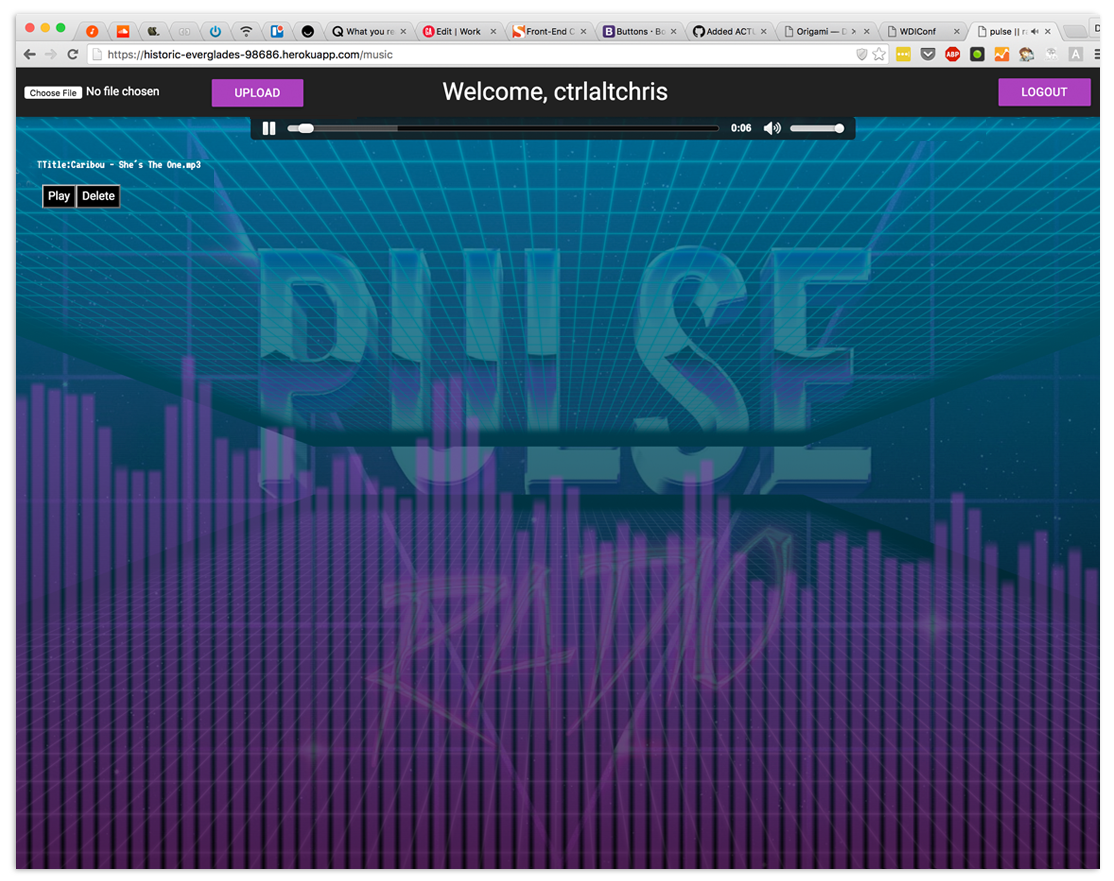 What you re
Edit | Work
Front-End C
Buttons · Bo
Added ACTU
Origami — D
WDIConf
pulse || r
https://historic-everglades-98686.herokuapp.com/music
ABP
A
Choose File No file chosen
UPLOAD
Welcome, ctrlaltchris
LOGOUT
0:06
TTitle:Caribou - She's The One.mp3
Play Delete
PULSE
RADIO